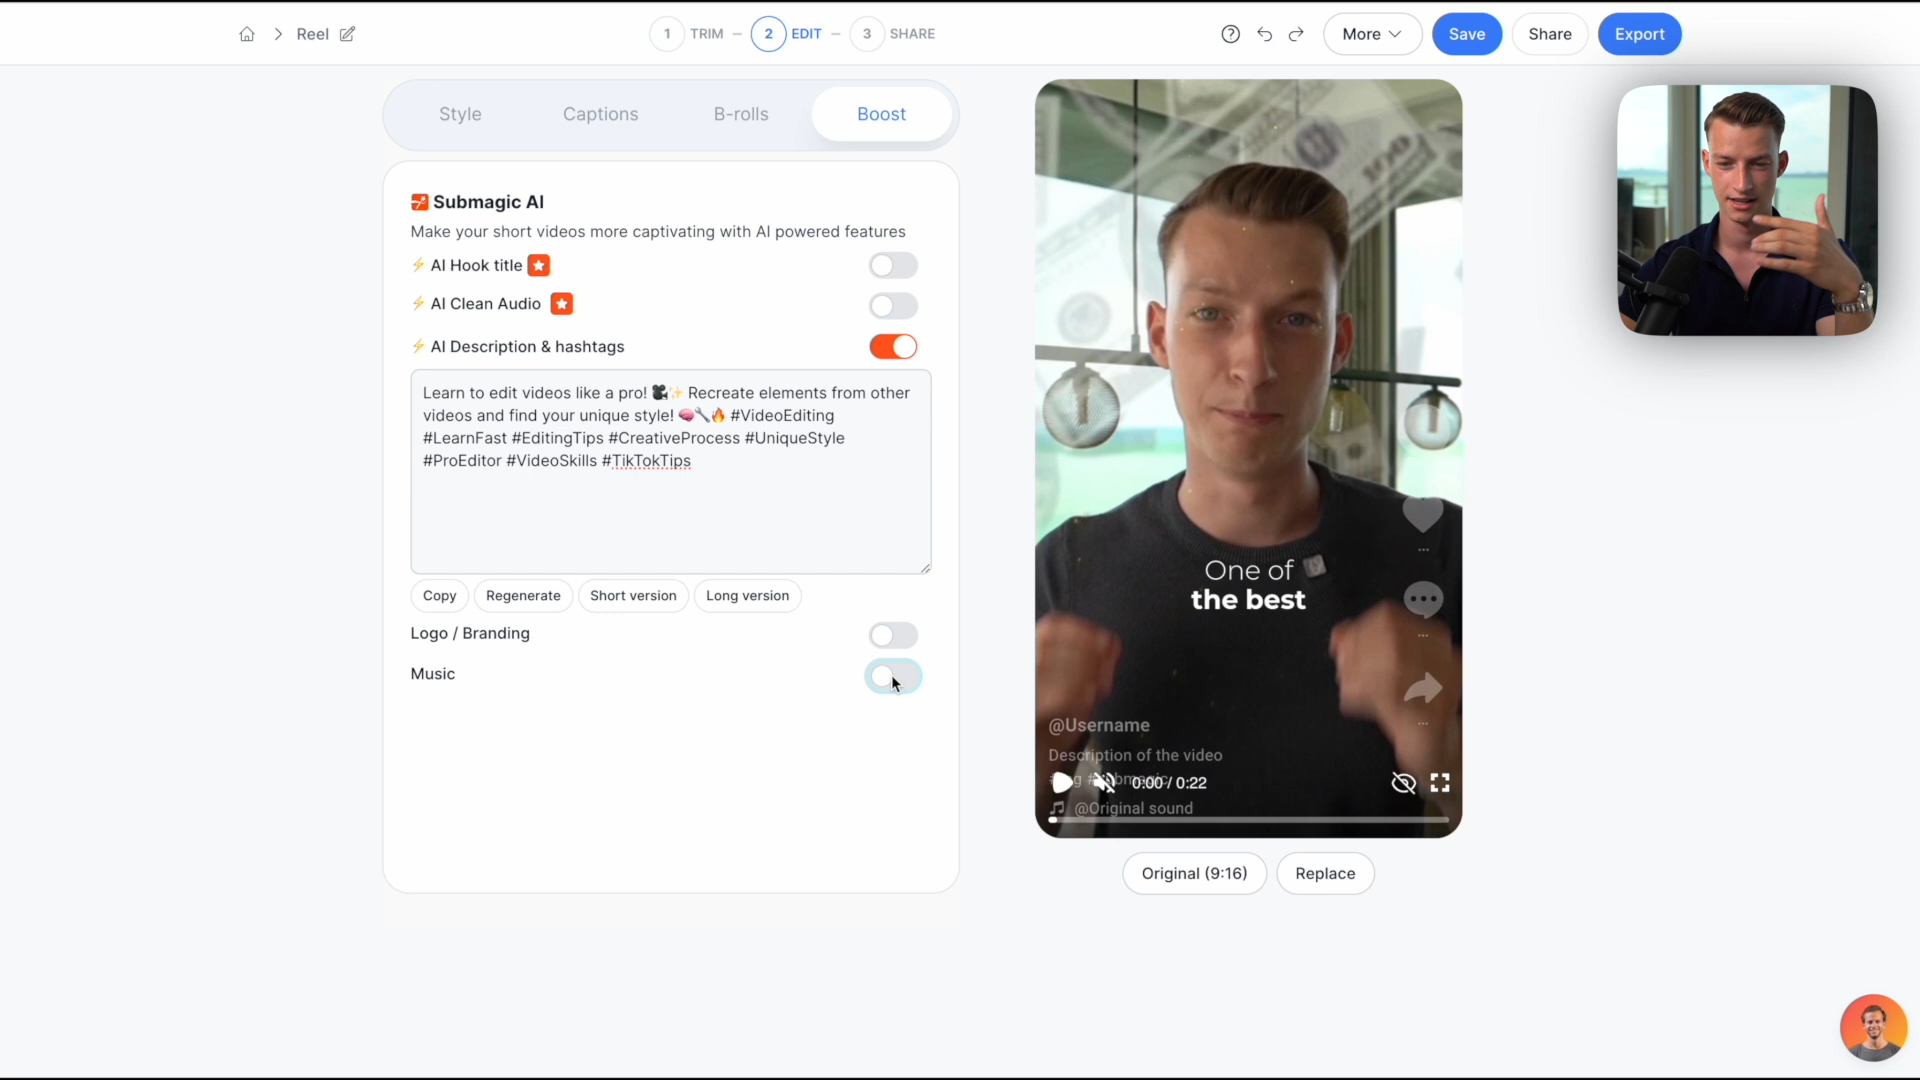 Reel
1 TRIM
2 EDIT
3 SHARE
More
Save
Share
Export
Style
Captions
B-rolls
Boost
Submagic AI
Make your short videos more captivating with AI powered features
⚡ AI Hook title
⚡ AI Clean Audio
⚡ AI Description & hashtags
Learn to edit videos like a pro! 🎥✨ Recreate elements from other
videos and find your unique style! 🧠🔧🔥 #VideoEditing
#LearnFast #EditingTips #CreativeProcess #UniqueStyle
#ProEditor #VideoSkills #TikTokTips
Copy
Regenerate
Short version
Long version
Logo / Branding
Music
100
One of
the best
@Username
Description of the video
0:00 / 0:22
@Original sound
Original (9:16)
Replace